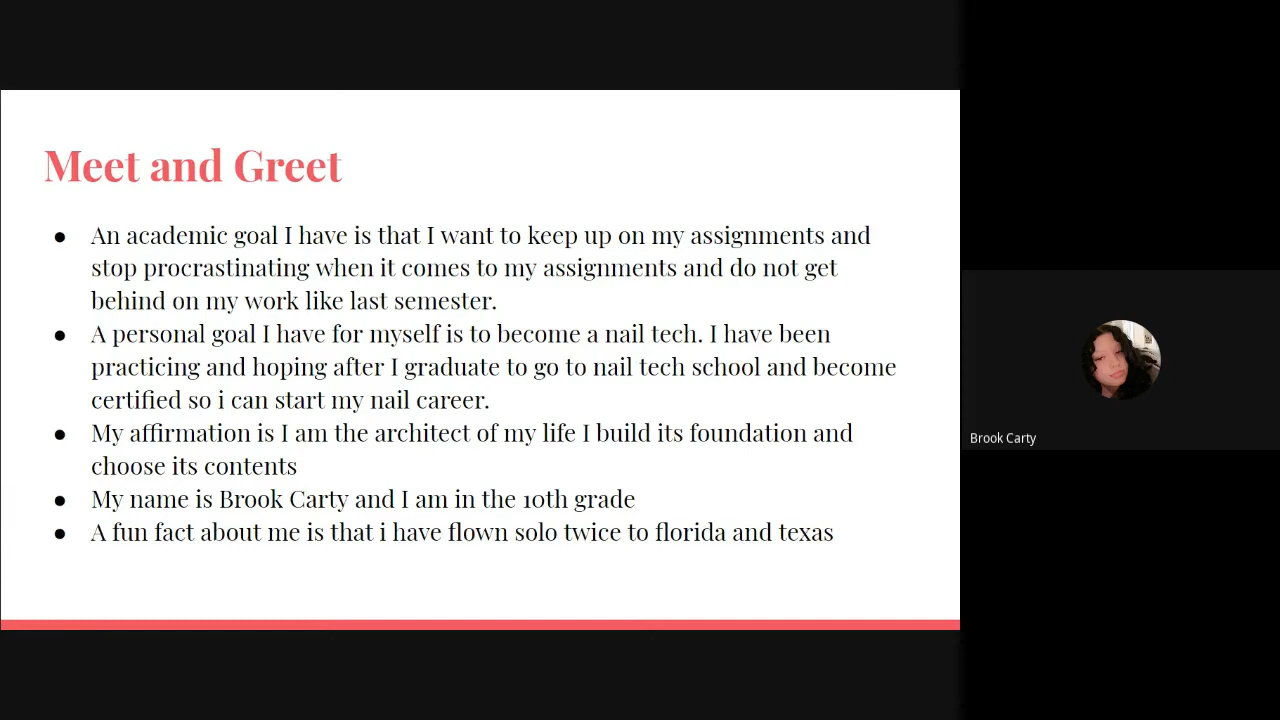 Meet and Greet
● An academic goal I have is that I want to keep up on my assignments and
stop procrastinating when it comes to my assignments and do not get
behind on my work like last semester.
● A personal goal I have for myself is to become a nail tech. I have been
practicing and hoping after I graduate to go to nail tech school and become
certified so i can start my nail career.
● My affirmation is I am the architect of my life I build its foundation and
choose its contents
● My name is Brook Carty and I am in the 10th grade
● A fun fact about me is that i have flown solo twice to florida and texas
Brook Carty